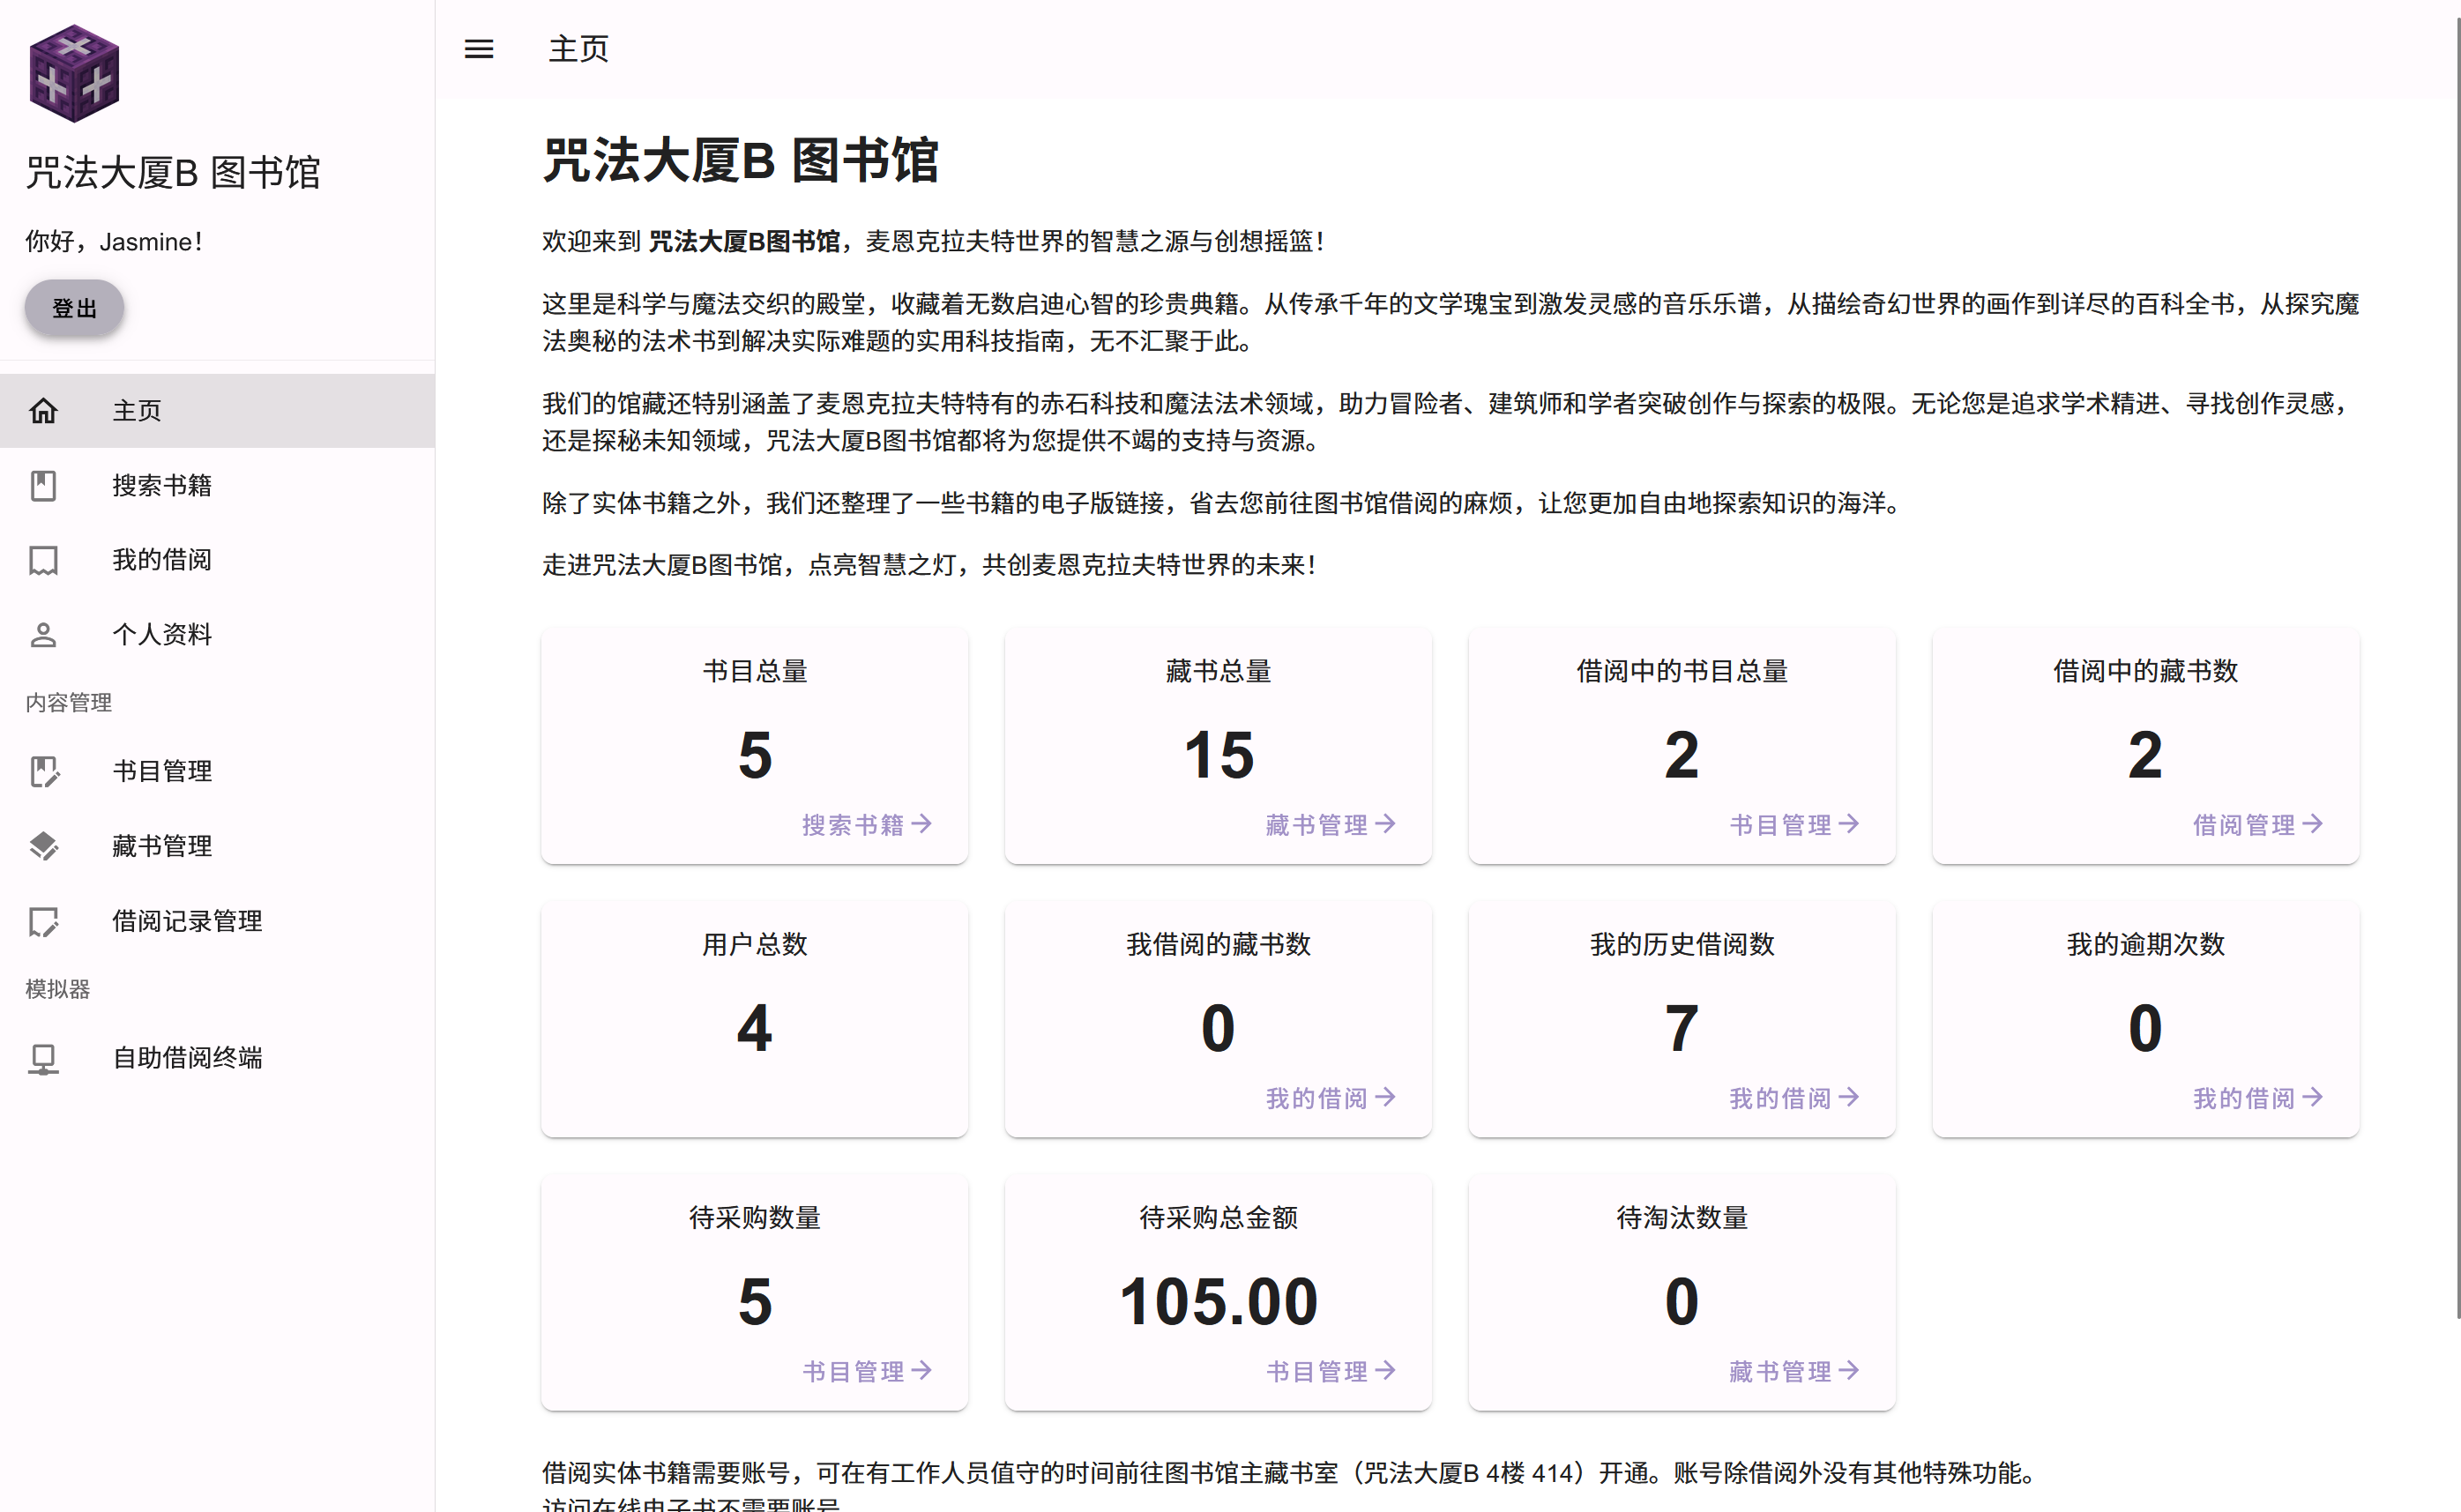 咒法大厦B 图书馆
你好，Jasmine！
登出
主页
搜索书籍
我的借阅
个人资料
内容管理
书目管理
藏书管理
借阅记录管理
模拟器
自助借阅终端
主页
咒法大厦B 图书馆
欢迎来到 咒法大厦B图书馆，麦恩克拉夫特世界的智慧之源与创想摇篮！
这里是科学与魔法交织的殿堂，收藏着无数启迪心智的珍贵典籍。从传承千年的文学瑰宝到激发灵感的音乐乐谱，从描绘奇幻世界的画作到详尽的百科全书，从探究魔
法奥秘的法术书到解决实际难题的实用科技指南，无不汇聚于此。
我们的馆藏还特别涵盖了麦恩克拉夫特特有的赤石科技和魔法法术领域，助力冒险者、建筑师和学者突破创作与探索的极限。无论您是追求学术精进、寻找创作灵感，
还是探秘未知领域，咒法大厦B图书馆都将为您提供不竭的支持与资源。
除了实体书籍之外，我们还整理了一些书籍的电子版链接，省去您前往图书馆借阅的麻烦，让您更加自由地探索知识的海洋。
走进咒法大厦B图书馆，点亮智慧之灯，共创麦恩克拉夫特世界的未来！
书目总量
5
搜索书籍
藏书总量
15
藏书管理
借阅中的书目总量
2
书目管理
借阅中的藏书数
2
借阅管理
用户总数
4
我借阅的藏书数
0
我的借阅
我的历史借阅数
7
我的借阅
我的逾期次数
0
我的借阅
待采购数量
5
书目管理
待采购总金额
105.00
书目管理
待淘汰数量
0
藏书管理
借阅实体书籍需要账号，可在有工作人员值守的时间前往图书馆主藏书室（咒法大厦B 4楼 414）开通。账号除借阅外没有其他特殊功能。
访问在线电子书不需要账号